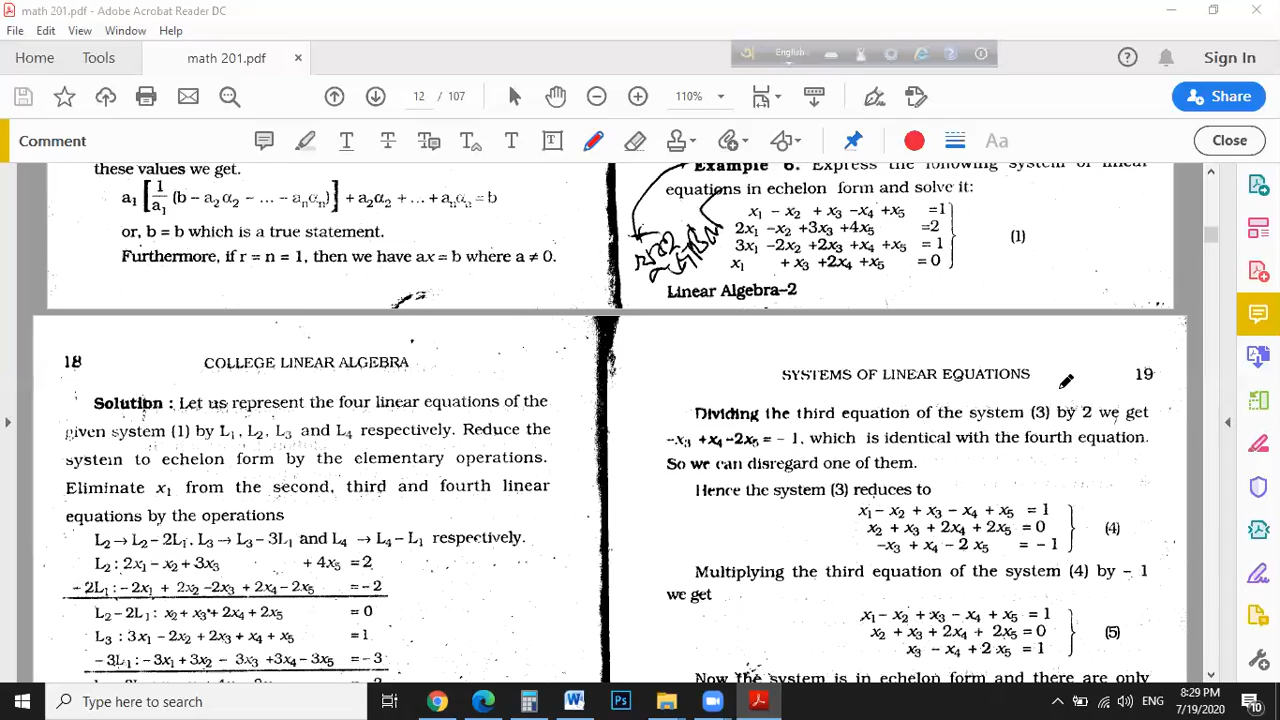 math 201.pdf - Adobe Acrobat Reader DC
File Edit View Window Help
Home Tools math 201.pdf × English Sign In
12 / 107 110% Share
Comment Aa Close
these values we get.
a₁ [1/a₁ (b − a₂α₂ − ... − aₙαₙ)] + a₂α₂ + ... + aₙαₙ = b
or, b = b which is a true statement.
Furthermore, if r = n = 1, then we have ax = b where a ≠ 0.
Example 6. Express the following system of linear
equations in echelon form and solve it:
x₁ - x₂ + x₃ -x₄ +x₅ =1
2x₁ -x₂ +3x₃ +4x₅ =2
3x₁ -2x₂ +2x₃ +x₄ +x₅ = 1
x₁ + x₃ +2x₄ +x₅ = 0
(1)
Linear Algebra-2
18 COLLEGE LINEAR ALGEBRA
Solution : Let us represent the four linear equations of the
given system (1) by L₁, L₂, L₃ and L₄ respectively. Reduce the
system to echelon form by the elementary operations.
Eliminate x₁ from the second, third and fourth linear
equations by the operations
L₂ → L₂ − 2L₁, L₃ → L₃ − 3L₁ and L₄ → L₄ − L₁ respectively.
L₂ : 2x₁ − x₂ + 3x₃ + 4x₅ = 2
− 2L₁ : − 2x₁ + 2x₂ −2x₃ + 2x₄ − 2x₅ = −2
L₂ − 2L₁ : x₂ + x₃ + 2x₄ + 2x₅ = 0
L₃ : 3x₁ − 2x₂ + 2x₃ + x₄ + x₅ = 1
− 3L₁ : − 3x₁ + 3x₂ − 3x₃ +3x₄ − 3x₅ = −3
SYSTEMS OF LINEAR EQUATIONS 19
Dividing the third equation of the system (3) by 2 we get
−x₃ +x₄ −2x₅ = − 1, which is identical with the fourth equation.
So we can disregard one of them.
Hence the system (3) reduces to
x₁ − x₂ + x₃ − x₄ + x₅ = 1
x₂ + x₃ + 2x₄ + 2x₅ = 0
−x₃ + x₄ − 2 x₅ = − 1
(4)
Multiplying the third equation of the system (4) by − 1
we get
x₁ − x₂ + x₃ − x₄ + x₅ = 1
x₂ + x₃ + 2x₄ + 2x₅ = 0
x₃ − x₄ + 2 x₅ = 1
(5)
Now the system is in echelon form and there are only
Type here to search
ENG 8:29 PM
7/19/2020
10